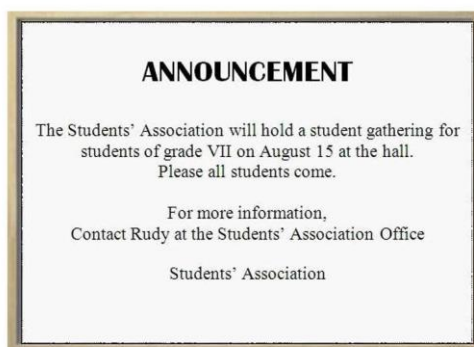 ANNOUNCEMENT
The Students' Association will hold a student gathering for
students of grade VII on August 15 at the hall.
Please all students come.
For more information,
Contact Rudy at the Students' Association Office
Students' Association